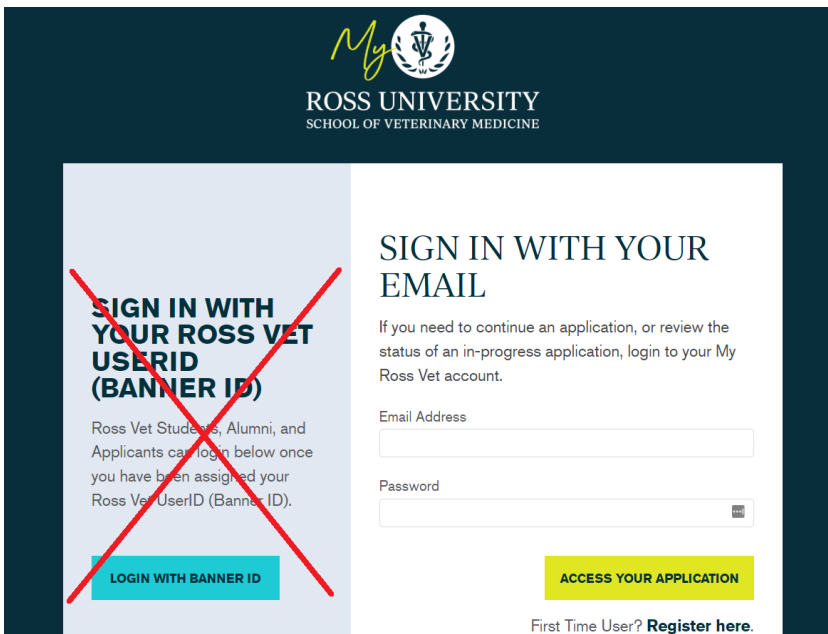 My
ROSS UNIVERSITY
SCHOOL OF VETERINARY MEDICINE
SIGN IN WITH
YOUR ROSS VET
USERID
(BANNER ID)
Ross Vet Students, Alumni, and
Applicants can login below once
you have been assigned your
Ross Vet UserID (Banner ID).
LOGIN WITH BANNER ID
SIGN IN WITH YOUR
EMAIL
If you need to continue an application, or review the
status of an in-progress application, login to your My
Ross Vet account.
Email Address
Password
ACCESS YOUR APPLICATION
First Time User? Register here.